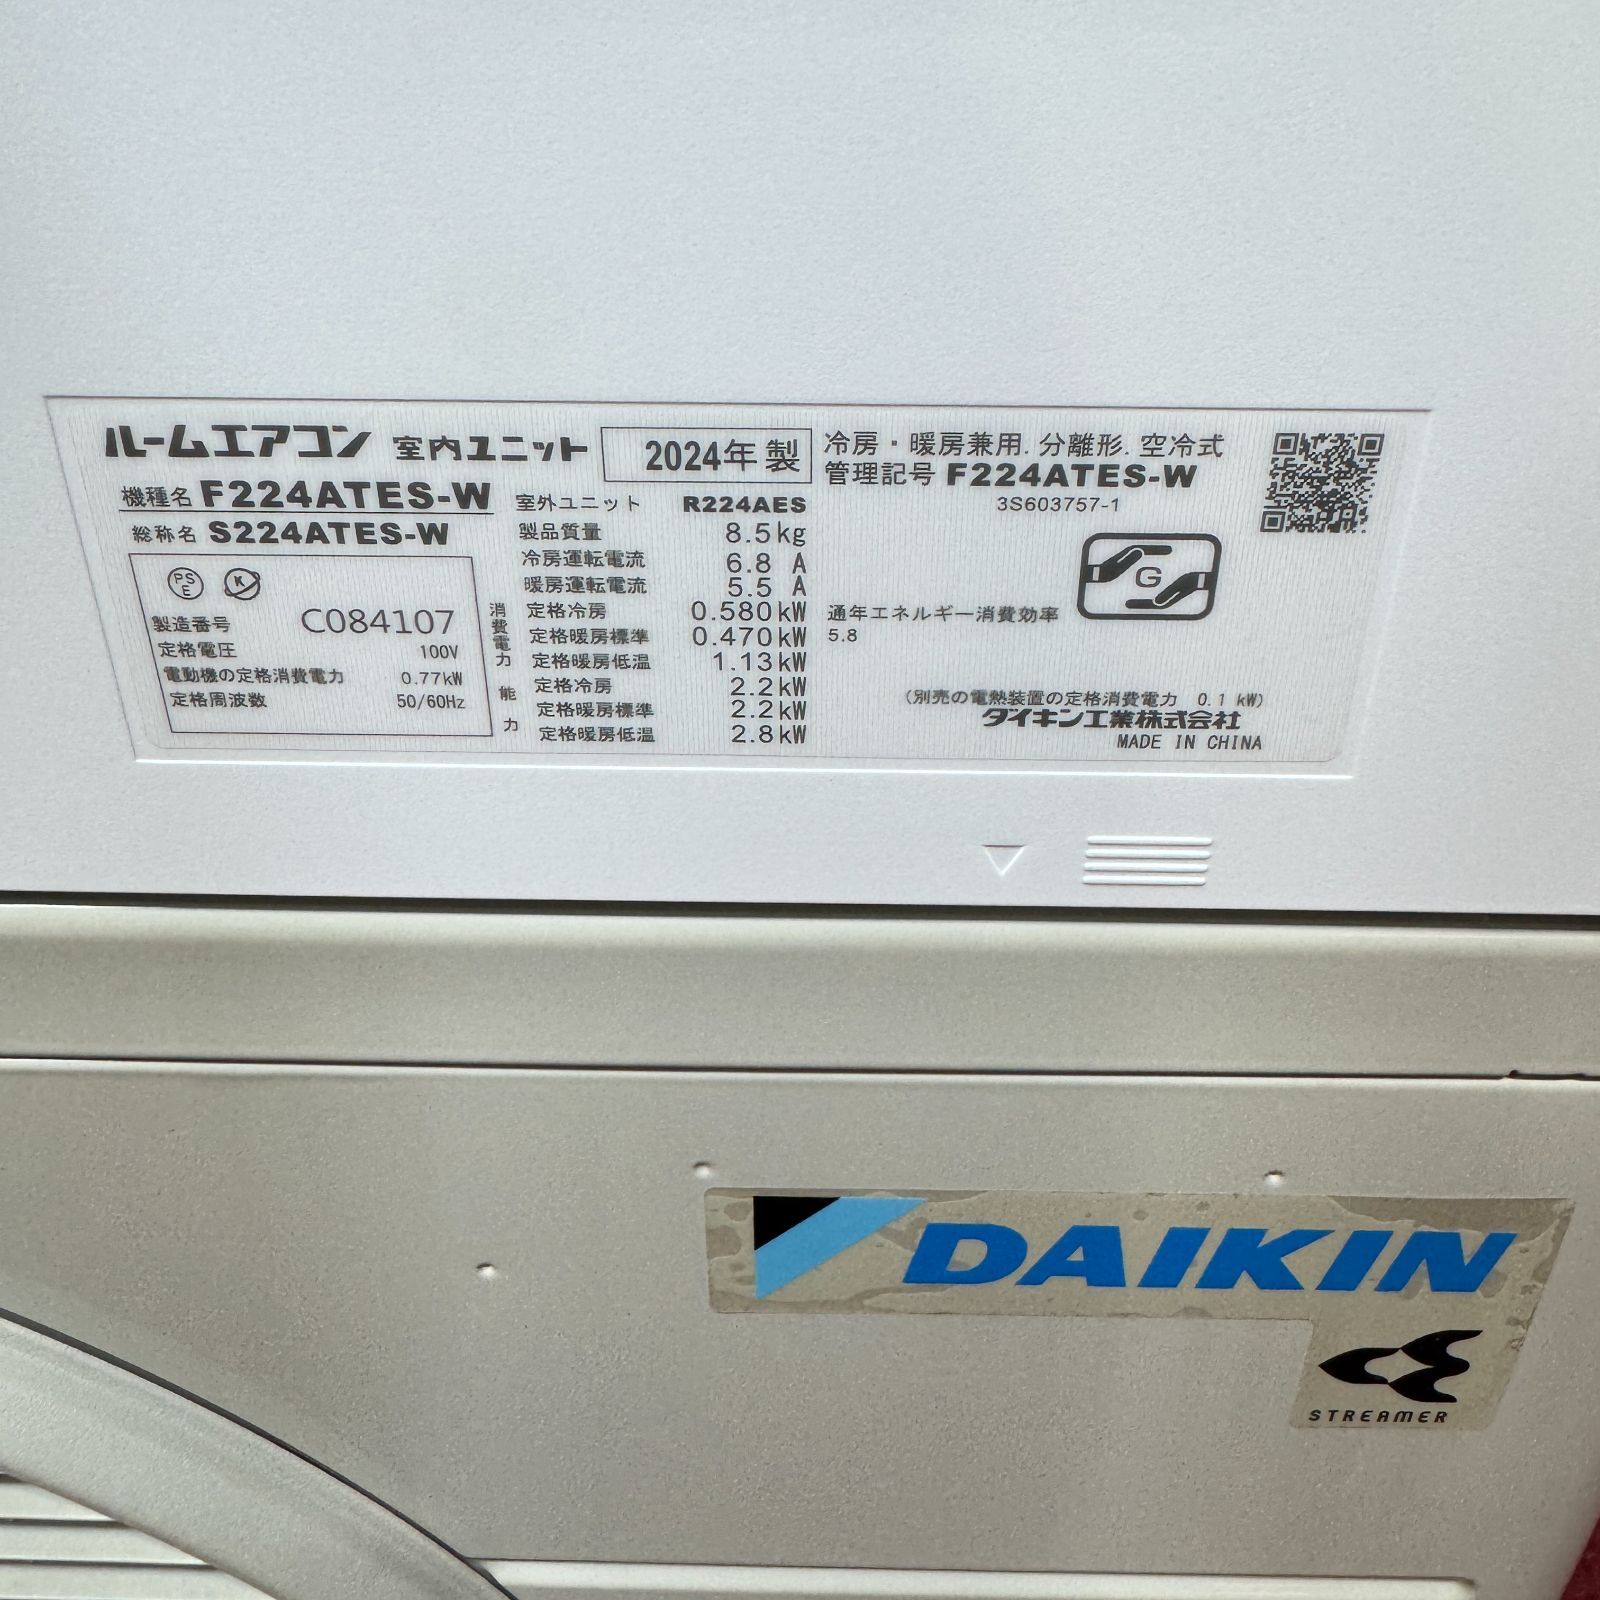 ルームエアコン 室内ユニット 2024年 製
機種名 F224ATES-W
総称名 S224ATES-W
PS
E
K
製造番号 C084107
定格電圧 100V
電動機の定格消費電力 0.77kW
定格周波数 50/60Hz
室外ユニット R224AES
製品質量 8.5kg
冷房運転電流 6.8 A
暖房運転電流 5.5 A
消費電力
定格冷房 0.580kW
定格暖房標準 0.470kW
定格暖房低温 1.13kW
能力
定格冷房 2.2kW
定格暖房標準 2.2kW
定格暖房低温 2.8kW
冷房・暖房兼用.分離形.空冷式
管理記号 F224ATES-W
3S603757-1
G
通年エネルギー消費効率
5.8
(別売の電熱装置の定格消費電力 0.1 kW)
ダイキン工業株式会社
MADE IN CHINA
DAIKIN
STREAMER